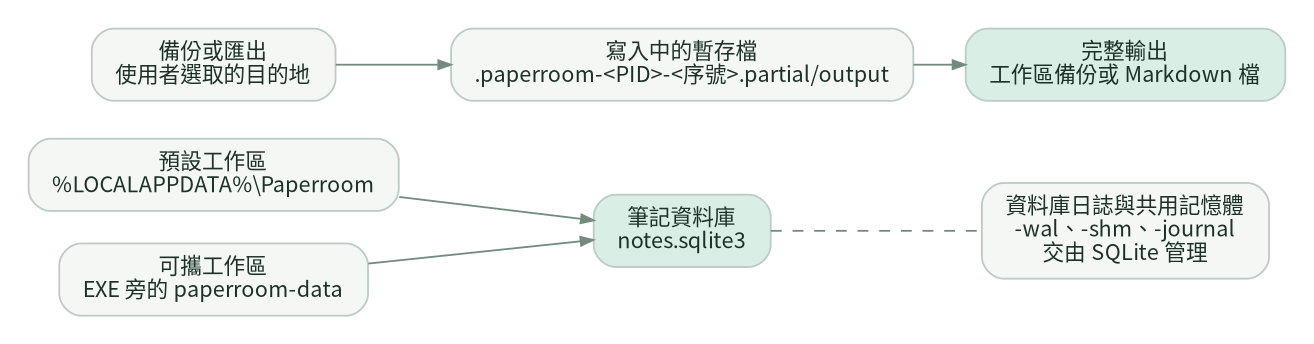 備份或匯出
使用者選取的目的地
寫入中的暫存檔
.paperroom-<PID>-<序號>.partial/output
完整輸出
工作區備份或 Markdown 檔
預設工作區
%LOCALAPPDATA%\Paperroom
可攜工作區
EXE 旁的 paperroom-data
筆記資料庫
notes.sqlite3
資料庫日誌與共用記憶體
-wal、-shm、-journal
交由 SQLite 管理